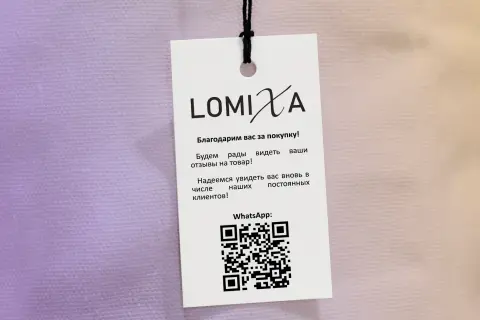 LOMIXA
Благодарим вас за покупку!
Будем рады видеть ваши
отзывы на товар!
Надеемся увидеть вас вновь в
числе наших постоянных
клиентов!
WhatsApp: